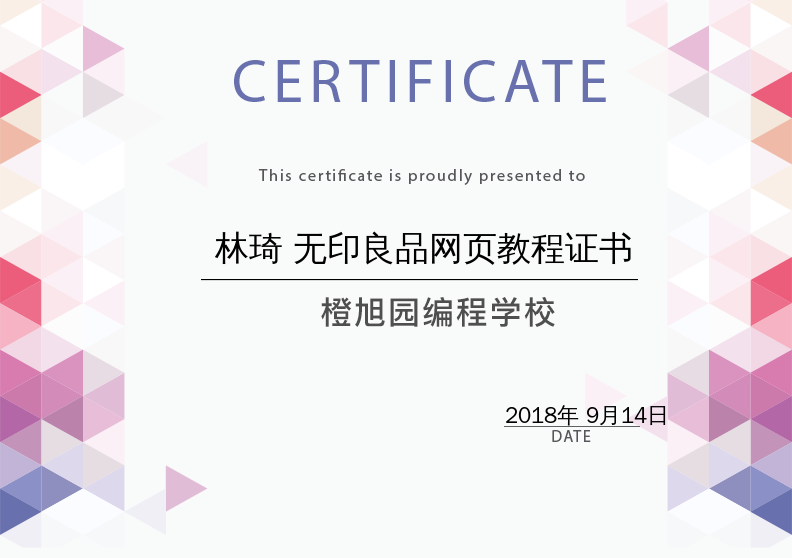 CERTIFICATE
This certificate is proudly presented to
林琦 无印良品网页教程证书
橙旭园编程学校
2018年 9月14日
DATE